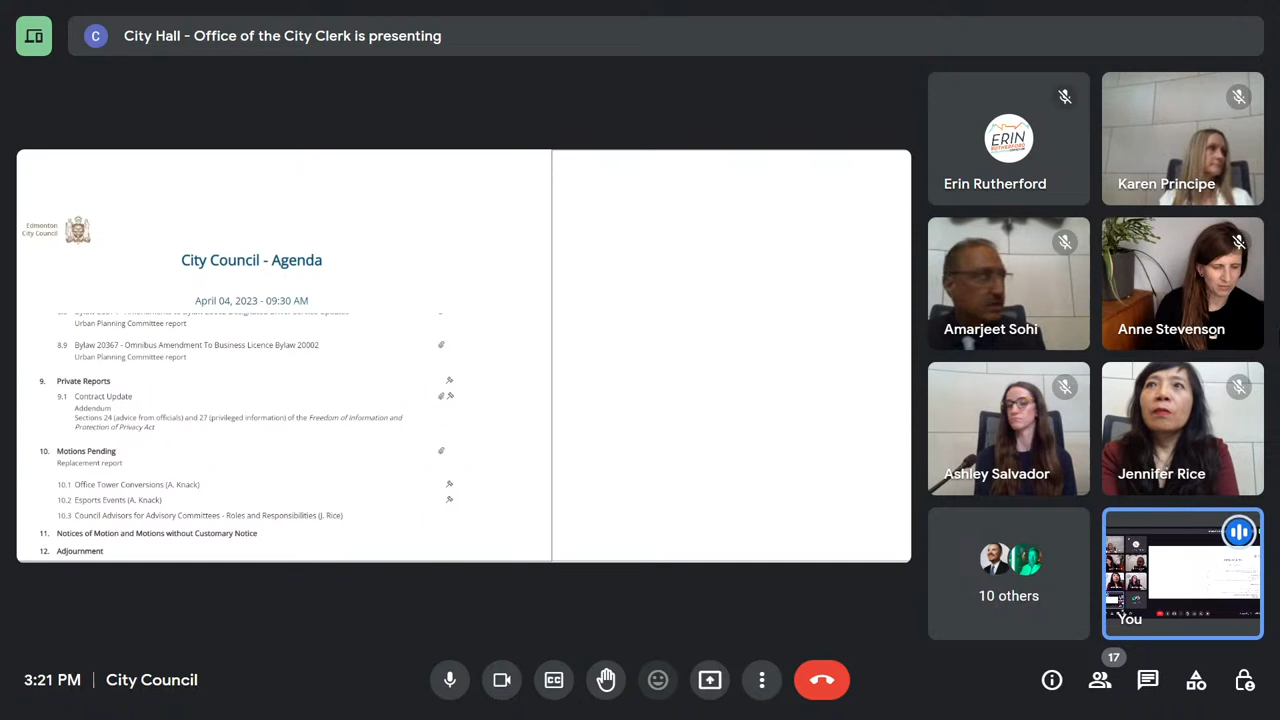 C City Hall - Office of the City Clerk is presenting
Edmonton
City Council
City Council - Agenda
April 04, 2023 - 09:30 AM
Urban Planning Committee report
8.9 Bylaw 20367 - Omnibus Amendment To Business Licence Bylaw 20002
Urban Planning Committee report
9. Private Reports
9.1 Contract Update
Addendum
Sections 24 (advice from officials) and 27 (privileged information) of the Freedom of Information and
Protection of Privacy Act
10. Motions Pending
Replacement report
10.1 Office Tower Conversions (A. Knack)
10.2 Esports Events (A. Knack)
10.3 Council Advisors for Advisory Committees - Roles and Responsibilities (J. Rice)
11. Notices of Motion and Motions without Customary Notice
12. Adjournment
ERIN
RUTHERFORD
Erin Rutherford
Karen Principe
Amarjeet Sohi
Anne Stevenson
Ashley Salvador
Jennifer Rice
10 others
You
3:21 PM | City Council
CC
17